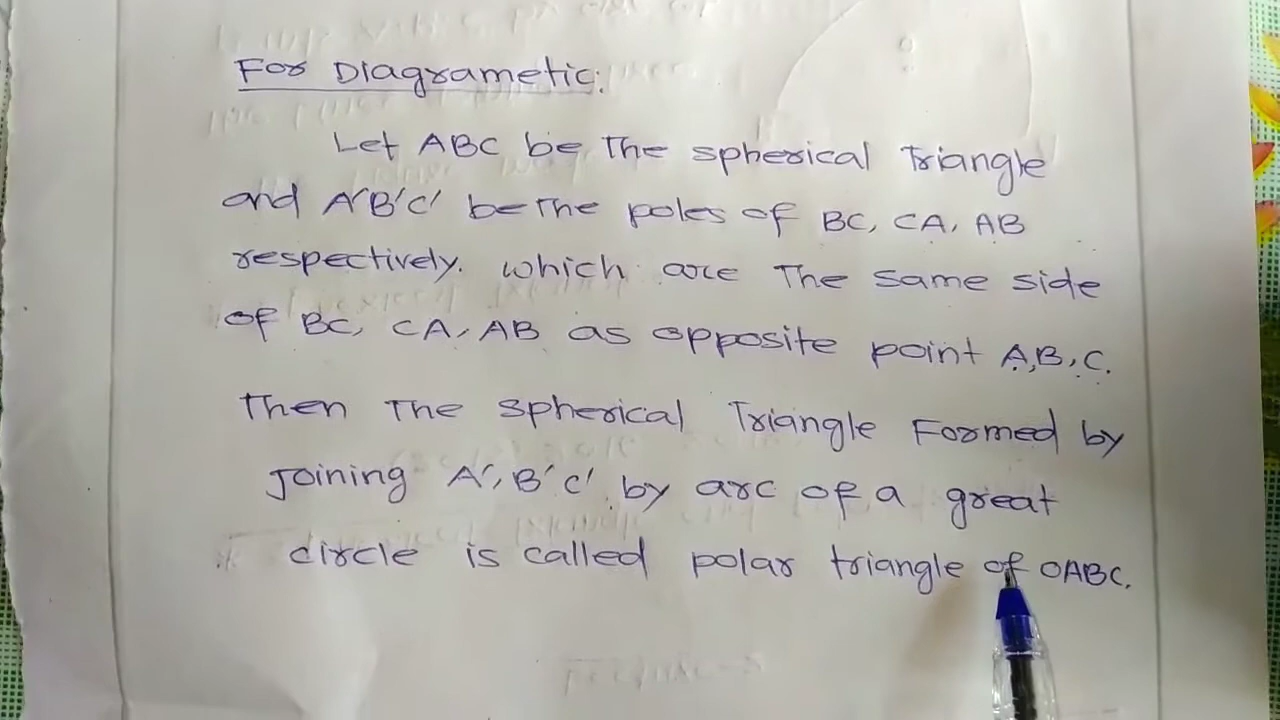 For Diagrametic:
Let ABC be The spherical Triangle
and A'B'C' be The poles of BC, CA, AB
respectively. which are The same side
of BC, CA, AB as opposite point A, B, C.
Then The Spherical Triangle Formed by
Joining A', B' C' by arc of a great
circle is called polar triangle of OABC.